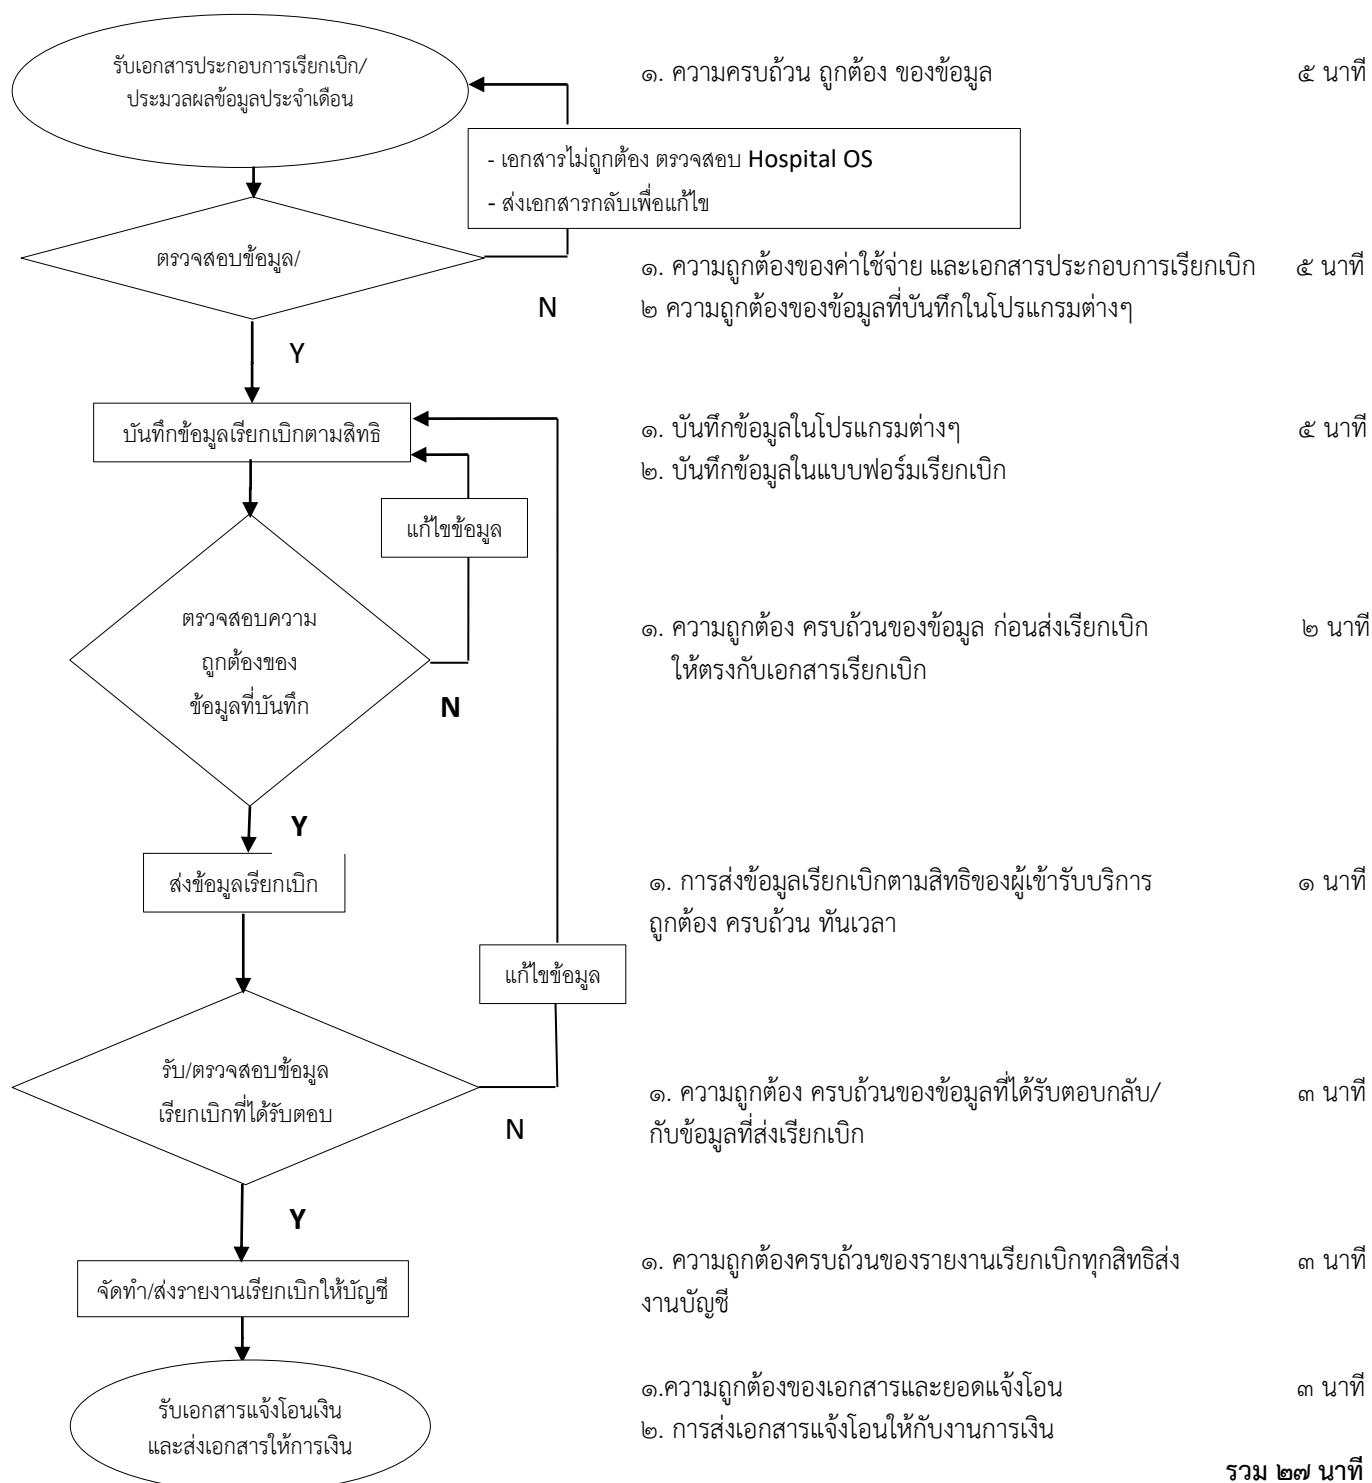 รับเอกสารประกอบการเรียกเบิก/
ประมวลผลข้อมูลประจำเดือน
๑. ความครบถ้วน ถูกต้อง ของข้อมูล ๕ นาที
- เอกสารไม่ถูกต้อง ตรวจสอบ Hospital OS
- ส่งเอกสารกลับเพื่อแก้ไข
ตรวจสอบข้อมูล/
N
Y
๑. ความถูกต้องของค่าใช้จ่าย และเอกสารประกอบการเรียกเบิก ๕ นาที
๒ ความถูกต้องของข้อมูลที่บันทึกในโปรแกรมต่างๆ
บันทึกข้อมูลเรียกเบิกตามสิทธิ
๑. บันทึกข้อมูลในโปรแกรมต่างๆ ๕ นาที
๒. บันทึกข้อมูลในแบบฟอร์มเรียกเบิก
แก้ไขข้อมูล
ตรวจสอบความ
ถูกต้องของ
ข้อมูลที่บันทึก
N
Y
๑. ความถูกต้อง ครบถ้วนของข้อมูล ก่อนส่งเรียกเบิก ๒ นาที
ให้ตรงกับเอกสารเรียกเบิก
ส่งข้อมูลเรียกเบิก
๑. การส่งข้อมูลเรียกเบิกตามสิทธิของผู้เข้ารับบริการ ๑ นาที
ถูกต้อง ครบถ้วน ทันเวลา
แก้ไขข้อมูล
รับ/ตรวจสอบข้อมูล
เรียกเบิกที่ได้รับตอบ
N
Y
๑. ความถูกต้อง ครบถ้วนของข้อมูลที่ได้รับตอบกลับ/ ๓ นาที
กับข้อมูลที่ส่งเรียกเบิก
จัดทำ/ส่งรายงานเรียกเบิกให้บัญชี
๑. ความถูกต้องครบถ้วนของรายงานเรียกเบิกทุกสิทธิส่ง ๓ นาที
งานบัญชี
รับเอกสารแจ้งโอนเงิน
และส่งเอกสารให้การเงิน
๑.ความถูกต้องของเอกสารและยอดแจ้งโอน ๓ นาที
๒. การส่งเอกสารแจ้งโอนให้กับงานการเงิน
รวม ๒๗ นาที